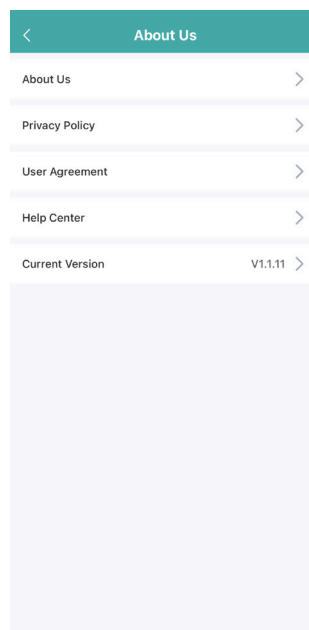 About Us
About Us
Privacy Policy
User Agreement
Help Center
Current Version V1.1.11